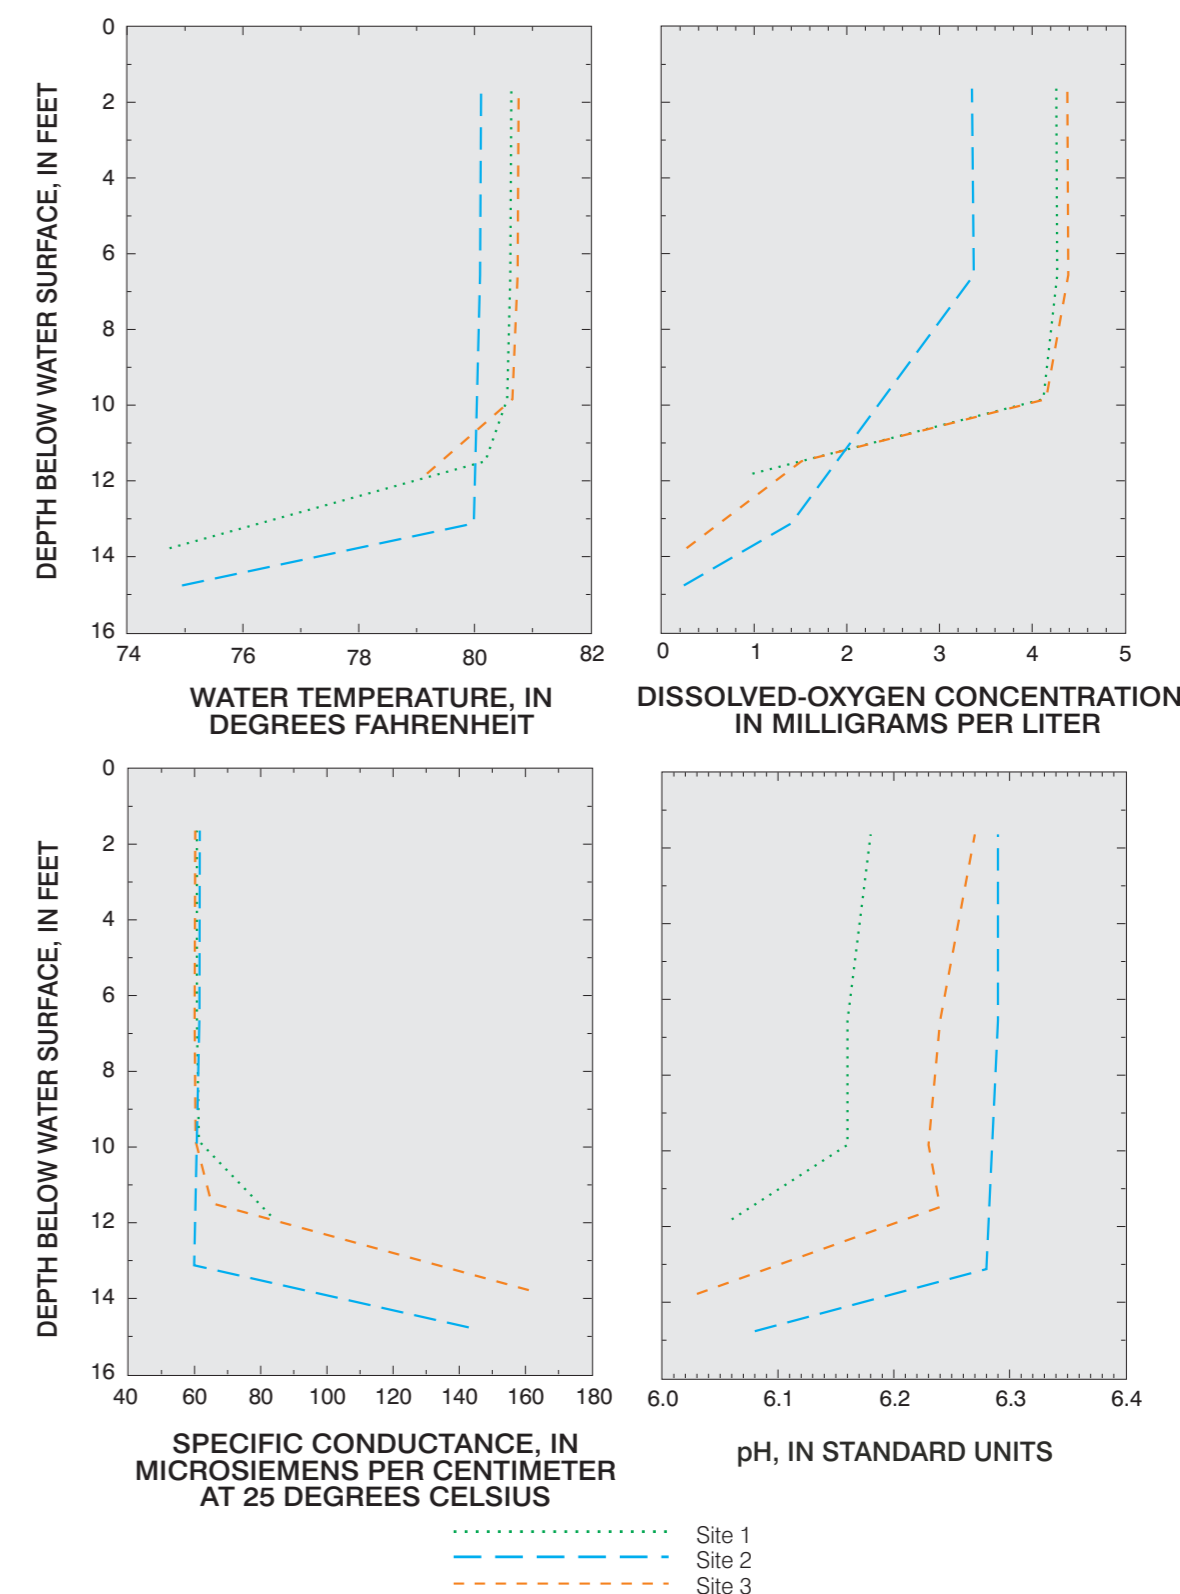 0
2
4
6
8
10
12
14
16
DEPTH BELOW WATER SURFACE, IN FEET
74 76 78 80 82
WATER TEMPERATURE, IN
DEGREES FAHRENHEIT
0 1 2 3 4 5
DISSOLVED-OXYGEN CONCENTRATION
IN MILLIGRAMS PER LITER
0
2
4
6
8
10
12
14
16
DEPTH BELOW WATER SURFACE, IN FEET
40 60 80 100 120 140 160 180
SPECIFIC CONDUCTANCE, IN
MICROSIEMENS PER CENTIMETER
AT 25 DEGREES CELSIUS
6.0 6.1 6.2 6.3 6.4
pH, IN STANDARD UNITS
Site 1
Site 2
Site 3